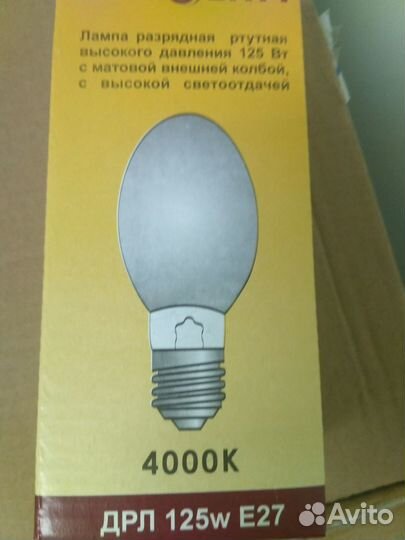 Лампа разрядная ртутная
высокого давления 125 Вт
с матовой внешней колбой,
с высокой светоотдачей
4000K
ДРЛ 125w E27
Avito